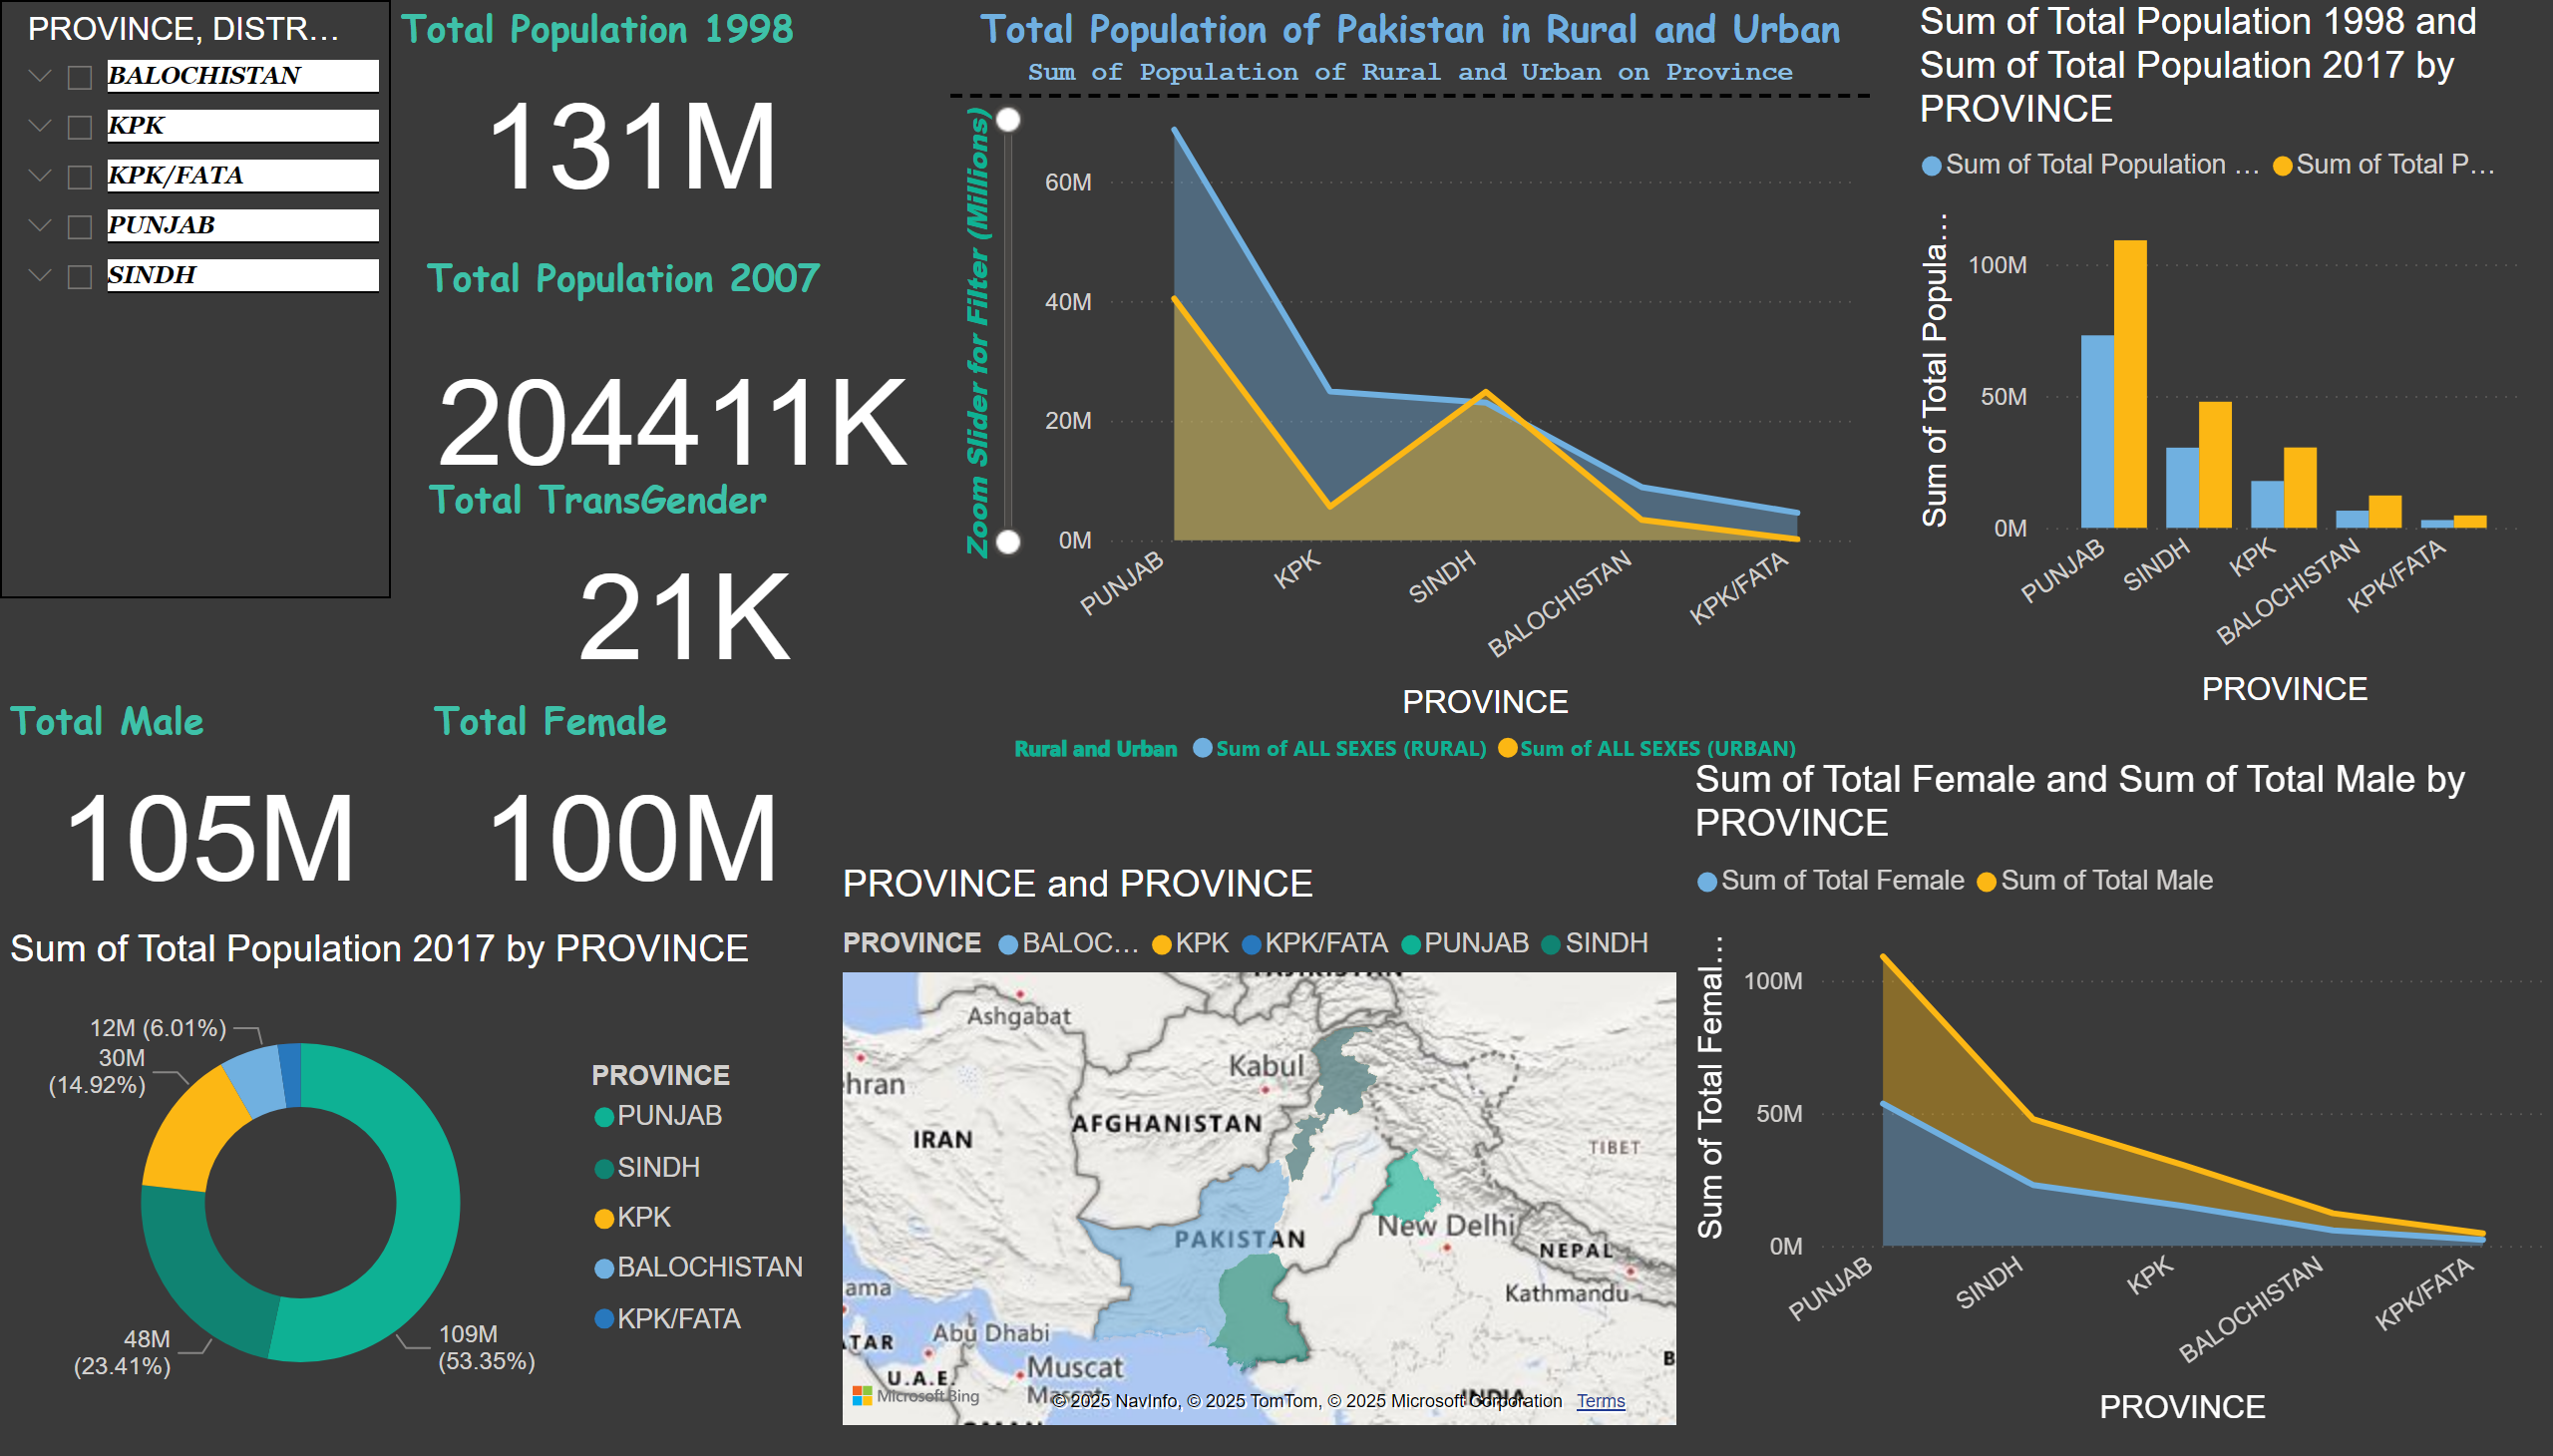 PROVINCE, DISTR...
BALOCHISTAN
KPK
KPK/FATA
PUNJAB
SINDH
Total Population 1998
131M
Total Population 2007
204411K
Total TransGender
21K
Total Male
105M
Total Female
100M
Total Population of Pakistan in Rural and Urban
Sum of Population of Rural and Urban on Province
Zoom Slider for Filter (Millions)
60M
40M
20M
0M
PUNJAB
KPK
SINDH
BALOCHISTAN
KPK/FATA
PROVINCE
Rural and Urban Sum of ALL SEXES (RURAL) Sum of ALL SEXES (URBAN)
Sum of Total Population 1998 and
Sum of Total Population 2017 by
PROVINCE
Sum of Total Population ... Sum of Total P...
Sum of Total Popula...
100M
50M
0M
PUNJAB
SINDH
KPK
BALOCHISTAN
KPK/FATA
PROVINCE
Sum of Total Population 2017 by PROVINCE
12M (6.01%)
30M
(14.92%)
48M
(23.41%)
109M
(53.35%)
PROVINCE
PUNJAB
SINDH
KPK
BALOCHISTAN
KPK/FATA
PROVINCE and PROVINCE
PROVINCE BALOC... KPK KPK/FATA PUNJAB SINDH
Ashgabat
Kabul
hran
AFGHANISTAN
IRAN
TIBET
New Delhi
PAKISTAN
NEPAL
ama
Kathmandu
Abu Dhabi
TAR
Muscat
U.A.E.
Microsoft Bing
INDIA
© 2025 NavInfo, © 2025 TomTom, © 2025 Microsoft Corporation Terms
Sum of Total Female and Sum of Total Male by
PROVINCE
Sum of Total Female Sum of Total Male
Sum of Total Femal...
100M
50M
0M
PUNJAB
SINDH
KPK
BALOCHISTAN
KPK/FATA
PROVINCE